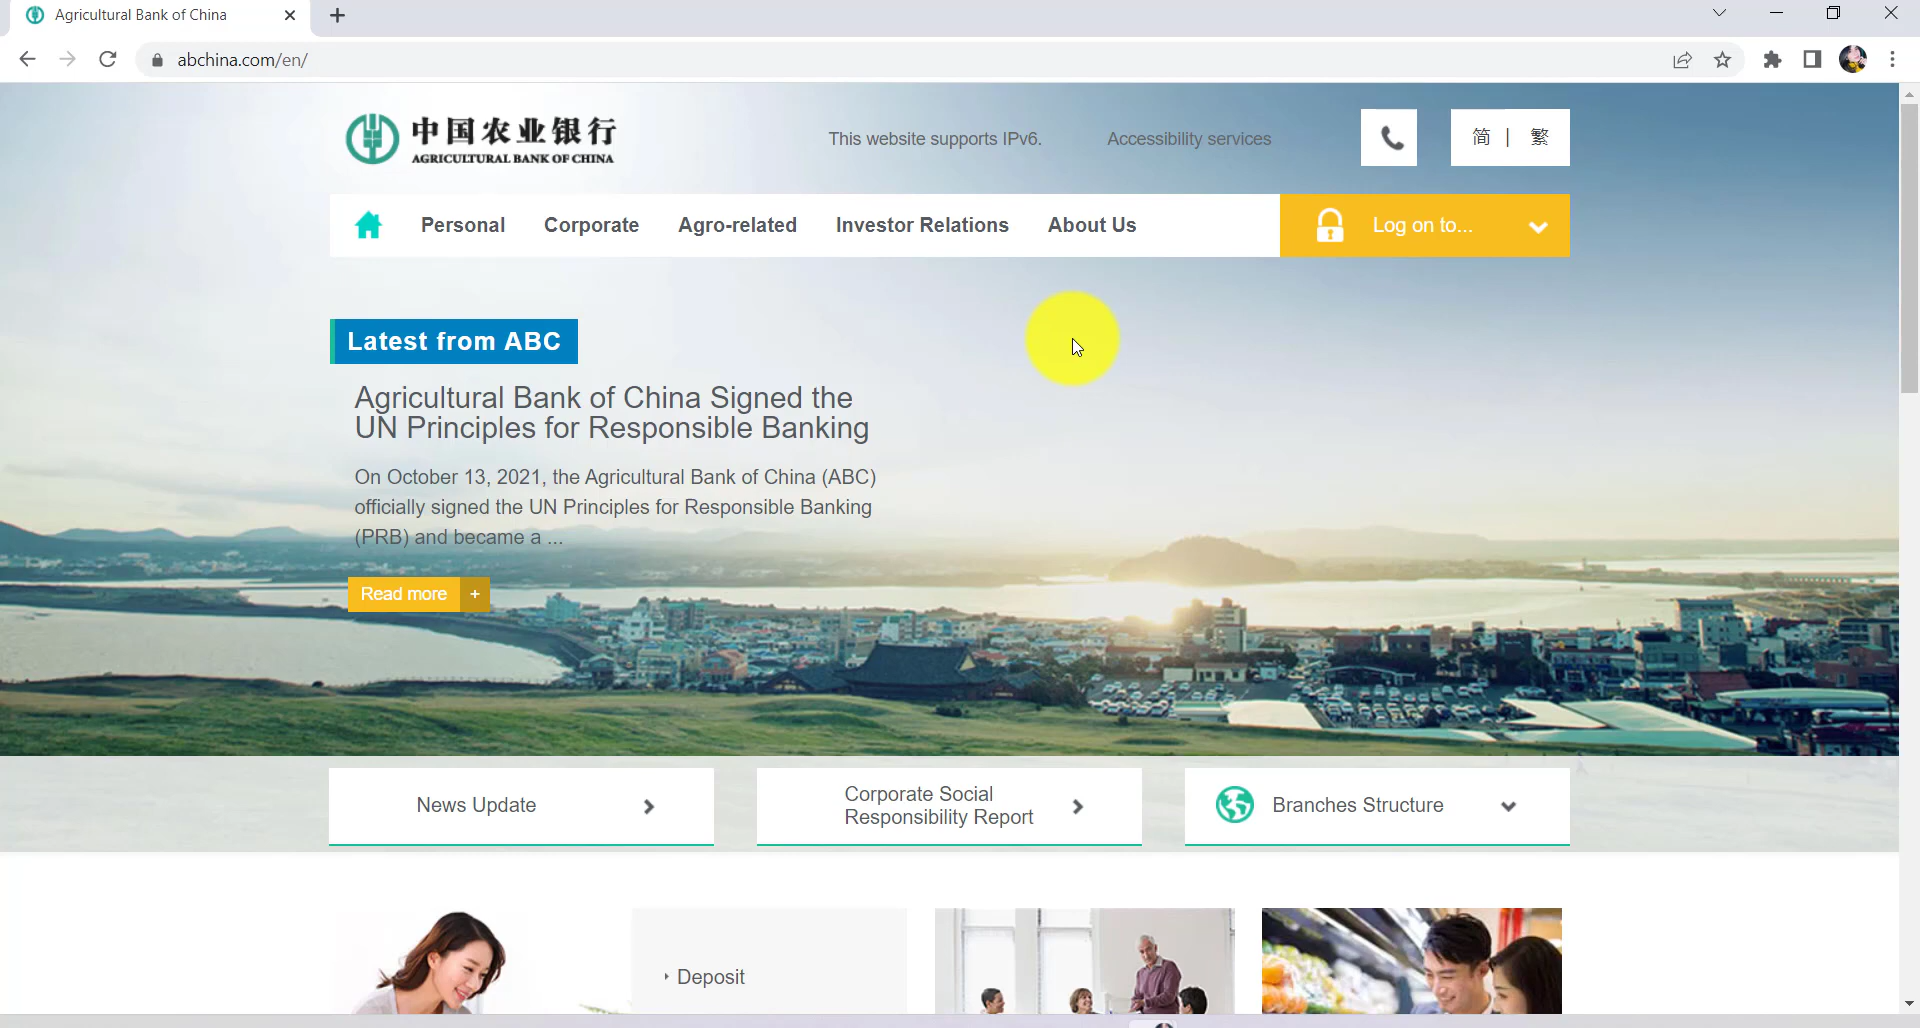 Agricultural Bank of China
abchina.com/en/
中国农业银行
AGRICULTURAL BANK OF CHINA
This website supports IPv6.
Accessibility services
简 | 繁
Personal
Corporate
Agro-related
Investor Relations
About Us
Log on to...
Latest from ABC
Agricultural Bank of China Signed the
UN Principles for Responsible Banking
On October 13, 2021, the Agricultural Bank of China (ABC)
officially signed the UN Principles for Responsible Banking
(PRB) and became a ...
Read more +
News Update
Corporate Social
Responsibility Report
Branches Structure
Deposit